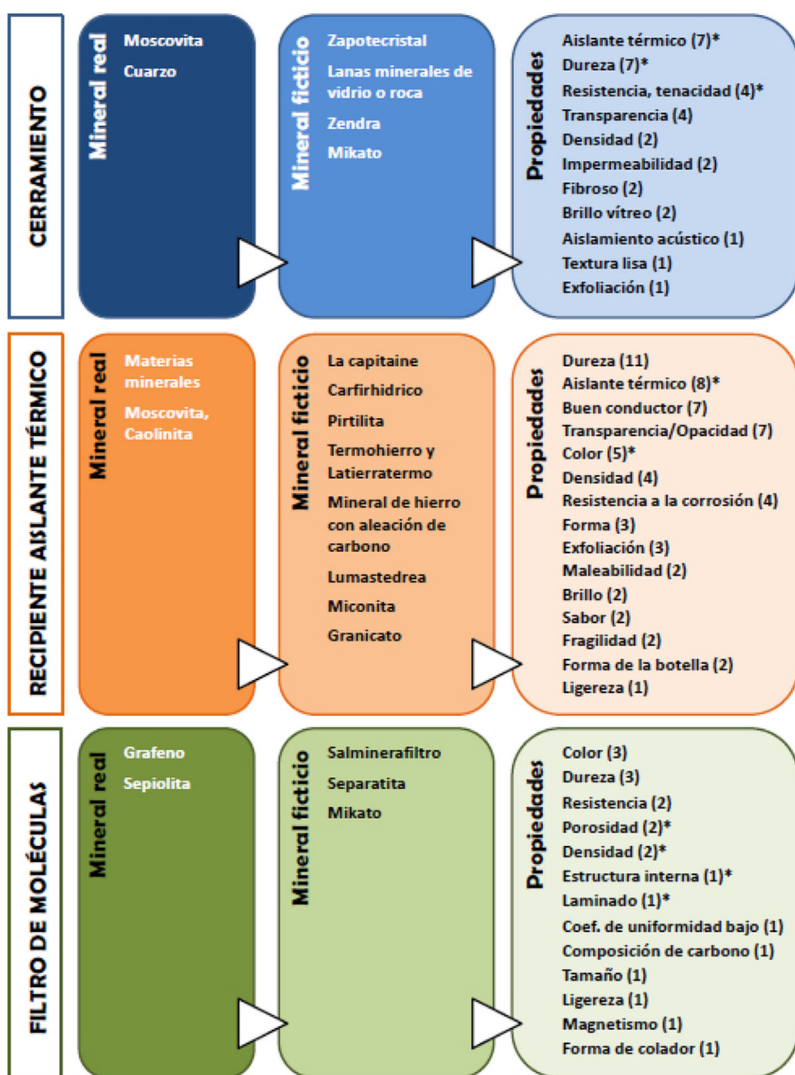 CERRAMIENTO
Mineral real
Moscovita
Cuarzo
Mineral ficticio
Zapotecristal
Lanas minerales de
vidrio o roca
Zendra
Mikato
Propiedades
Aislante térmico (7)*
Dureza (7)*
Resistencia, tenacidad (4)*
Transparencia (4)
Densidad (2)
Impermeabilidad (2)
Fibroso (2)
Brillo vítreo (2)
Aislamiento acústico (1)
Textura lisa (1)
Exfoliación (1)
RECIPIENTE AISLANTE TÉRMICO
Mineral real
Materias
minerales
Moscovita,
Caolinita
Mineral ficticio
La capitaine
Carfirhidrico
Pirtilita
Termohierro y
Latierratermo
Mineral de hierro
con aleación de
carbono
Lumastedrea
Miconita
Granicato
Propiedades
Dureza (11)
Aislante térmico (8)*
Buen conductor (7)
Transparencia/Opacidad (7)
Color (5)*
Densidad (4)
Resistencia a la corrosión (4)
Forma (3)
Exfoliación (3)
Maleabilidad (2)
Brillo (2)
Sabor (2)
Fragilidad (2)
Forma de la botella (2)
Ligereza (1)
FILTRO DE MOLÉCULAS
Mineral real
Grafeno
Sepiolita
Mineral ficticio
Salminerafiltro
Separatita
Mikato
Propiedades
Color (3)
Dureza (3)
Resistencia (2)
Porosidad (2)*
Densidad (2)*
Estructura interna (1)*
Laminado (1)*
Coef. de uniformidad bajo (1)
Composición de carbono (1)
Tamaño (1)
Ligereza (1)
Magnetismo (1)
Forma de colador (1)